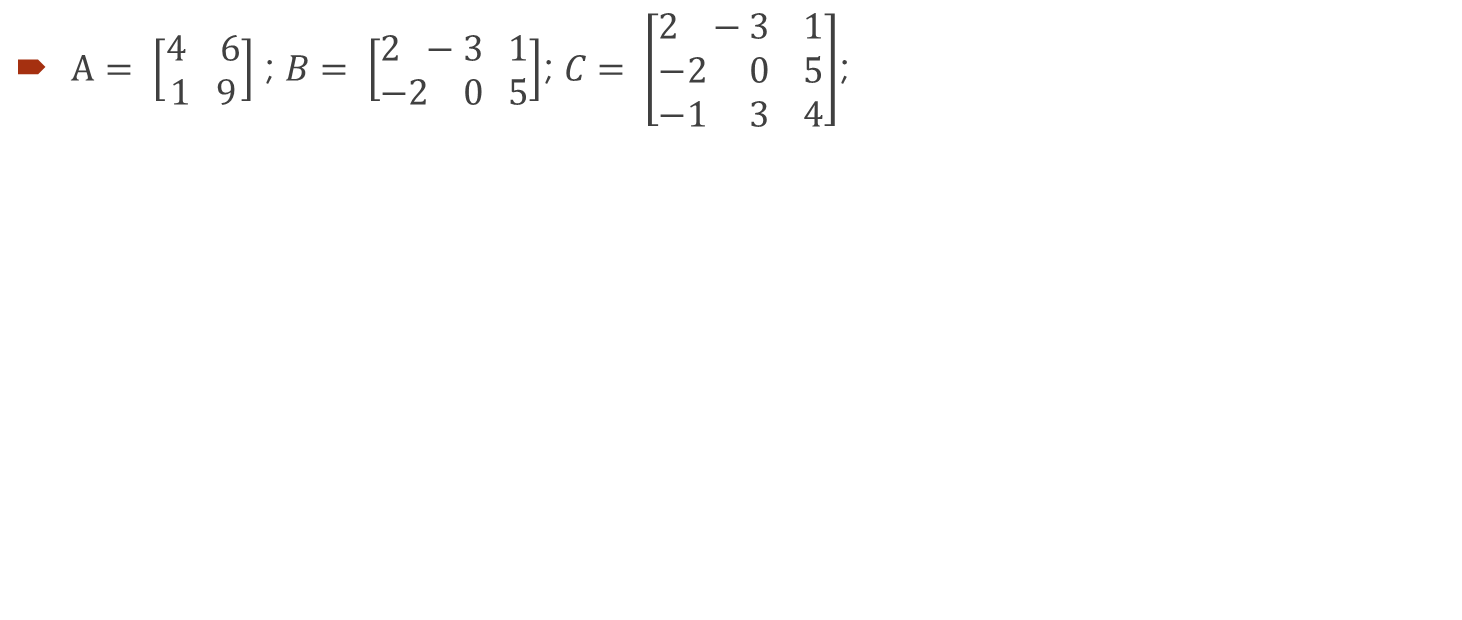 A = [4 6; 1 9] ; B = [2 −3 1; −2 0 5]; C = [2 −3 1; −2 0 5; −1 3 4];